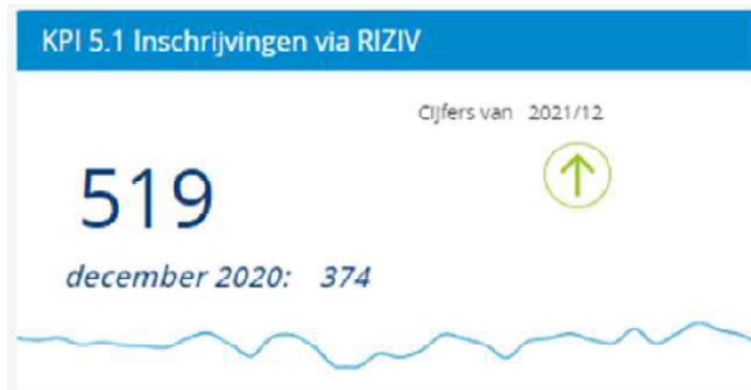 KPI 5.1 Inschrijvingen via RIZIV
Cijfers van 2021/12
519
december 2020: 374